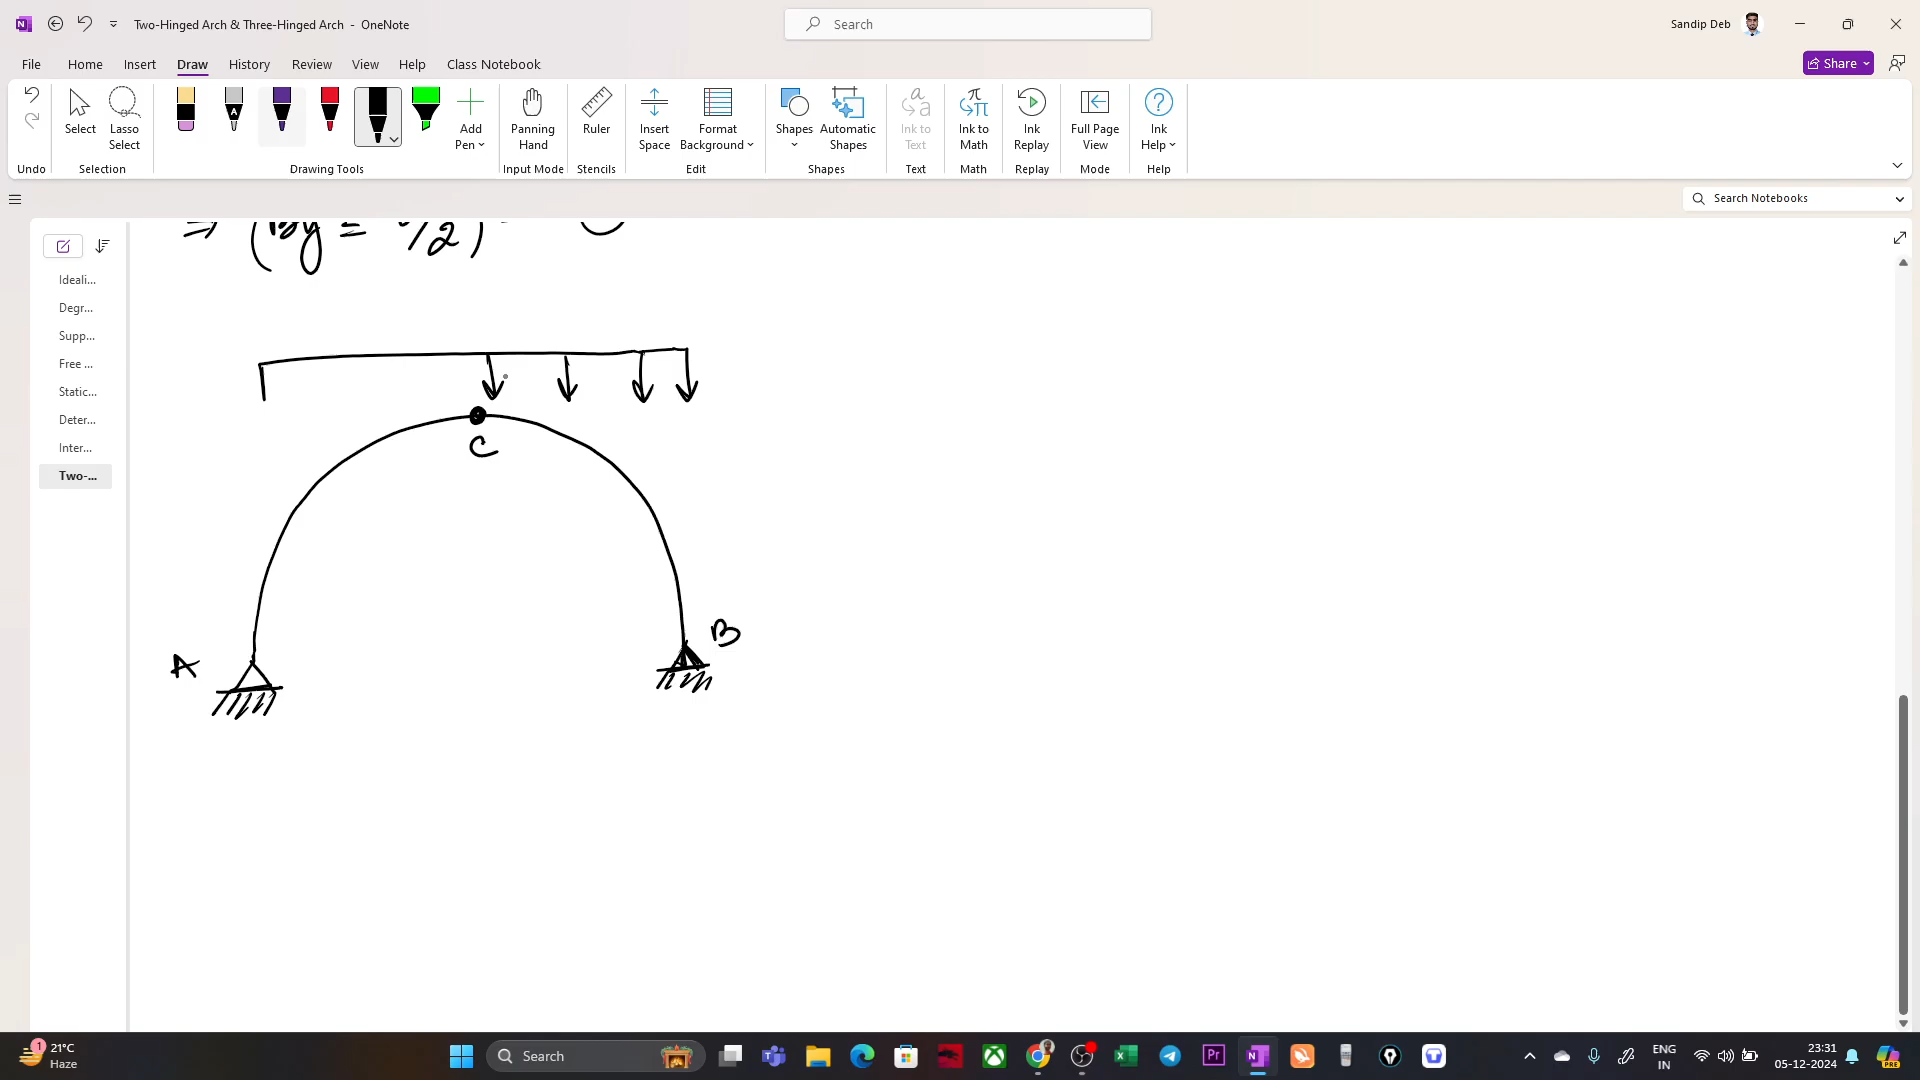 Two-Hinged Arch & Three-Hinged Arch - OneNote
Search
Sandip Deb
File Home Insert Draw History Review View Help Class Notebook
Share
Undo
Select
Lasso Select
Selection
A
Drawing Tools
Add Pen
Panning Hand
Input Mode
Ruler
Stencils
Insert Space
Format Background
Edit
Shapes
Automatic Shapes
Shapes
Ink to Text
Text
Ink to Math
Math
Ink Replay
Replay
Full Page View
Mode
Ink Help
Help
Search Notebooks
Ideali...
Degr...
Supp...
Free ...
Static...
Deter...
Inter...
Two-...
C
A
B
1
21°C
Haze
Search
ENG
IN
23:31
05-12-2024